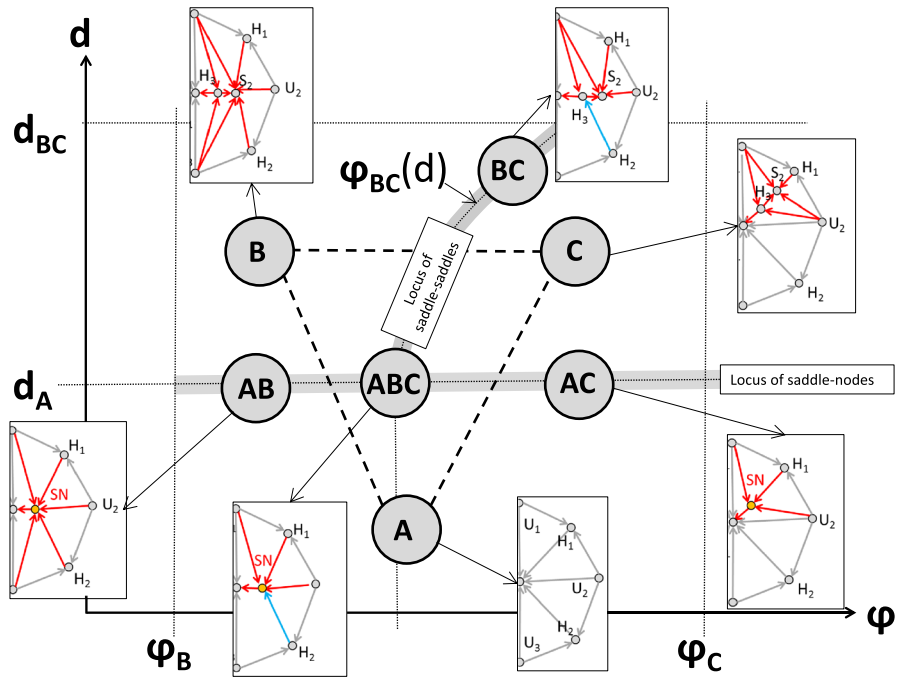 d
H₁
H₃
S₂
U₂
H₂
H₁
S₂
U₂
H₃
H₂
d_BC
φ_BC(d)
BC
S₂
H₁
H₃
U₂
H₂
B
C
Locus of
saddle-saddles
d_A
AB
ABC
AC
Locus of saddle-nodes
H₁
SN
U₂
H₂
H₁
SN
H₂
A
U₁
H₁
U₂
H₂
U₃
H₁
SN
U₂
H₂
φ
φ_B
φ_C